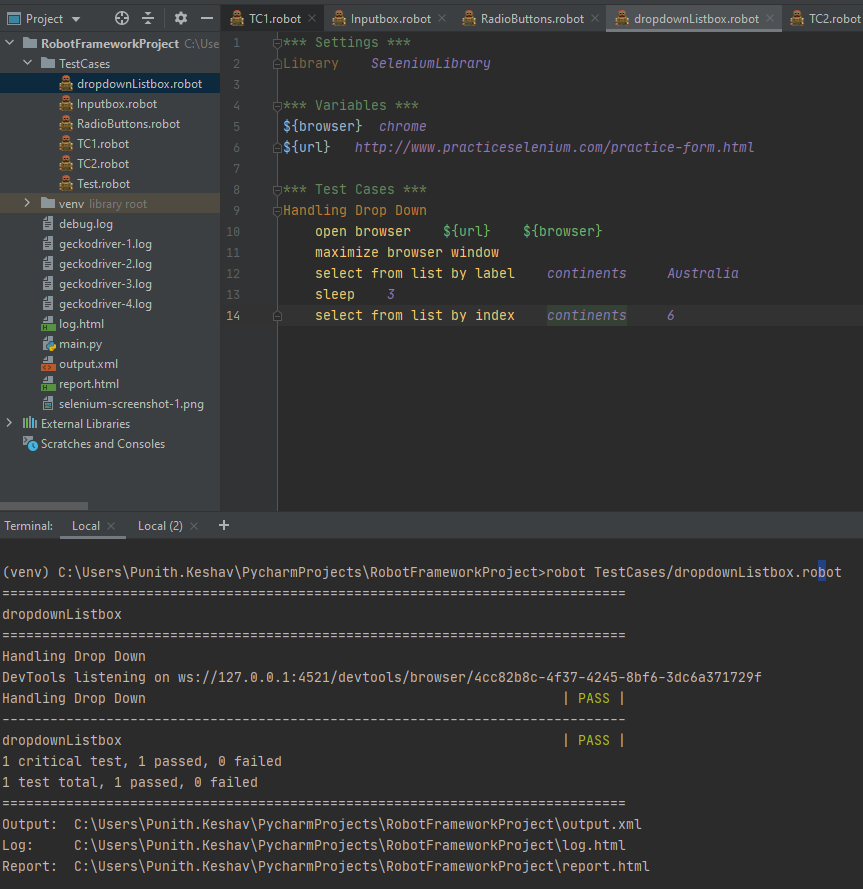 Project
TC1.robot
Inputbox.robot
RadioButtons.robot
dropdownListbox.robot
TC2.robot
RobotFrameworkProject C:\Use
TestCases
dropdownListbox.robot
Inputbox.robot
RadioButtons.robot
TC1.robot
TC2.robot
Test.robot
venv library root
debug.log
geckodriver-1.log
geckodriver-2.log
geckodriver-3.log
geckodriver-4.log
log.html
main.py
output.xml
report.html
selenium-screenshot-1.png
External Libraries
Scratches and Consoles
1 *** Settings ***
2 Library    SeleniumLibrary
3
4 *** Variables ***
5 ${browser}  chrome
6 ${url}   http://www.practiceselenium.com/practice-form.html
7
8 *** Test Cases ***
9 Handling Drop Down
10     open browser    ${url}    ${browser}
11     maximize browser window
12     select from list by label    continents     Australia
13     sleep    3
14     select from list by index    continents     6
Terminal: Local Local (2) +
(venv) C:\Users\Punith.Keshav\PycharmProjects\RobotFrameworkProject>robot TestCases/dropdownListbox.robot
==============================================================================
dropdownListbox
==============================================================================
Handling Drop Down
DevTools listening on ws://127.0.0.1:4521/devtools/browser/4cc82b8c-4f37-4245-8bf6-3dc6a371729f
Handling Drop Down                                                    | PASS |
------------------------------------------------------------------------------
dropdownListbox                                                       | PASS |
1 critical test, 1 passed, 0 failed
1 test total, 1 passed, 0 failed
==============================================================================
Output:  C:\Users\Punith.Keshav\PycharmProjects\RobotFrameworkProject\output.xml
Log:     C:\Users\Punith.Keshav\PycharmProjects\RobotFrameworkProject\log.html
Report:  C:\Users\Punith.Keshav\PycharmProjects\RobotFrameworkProject\report.html